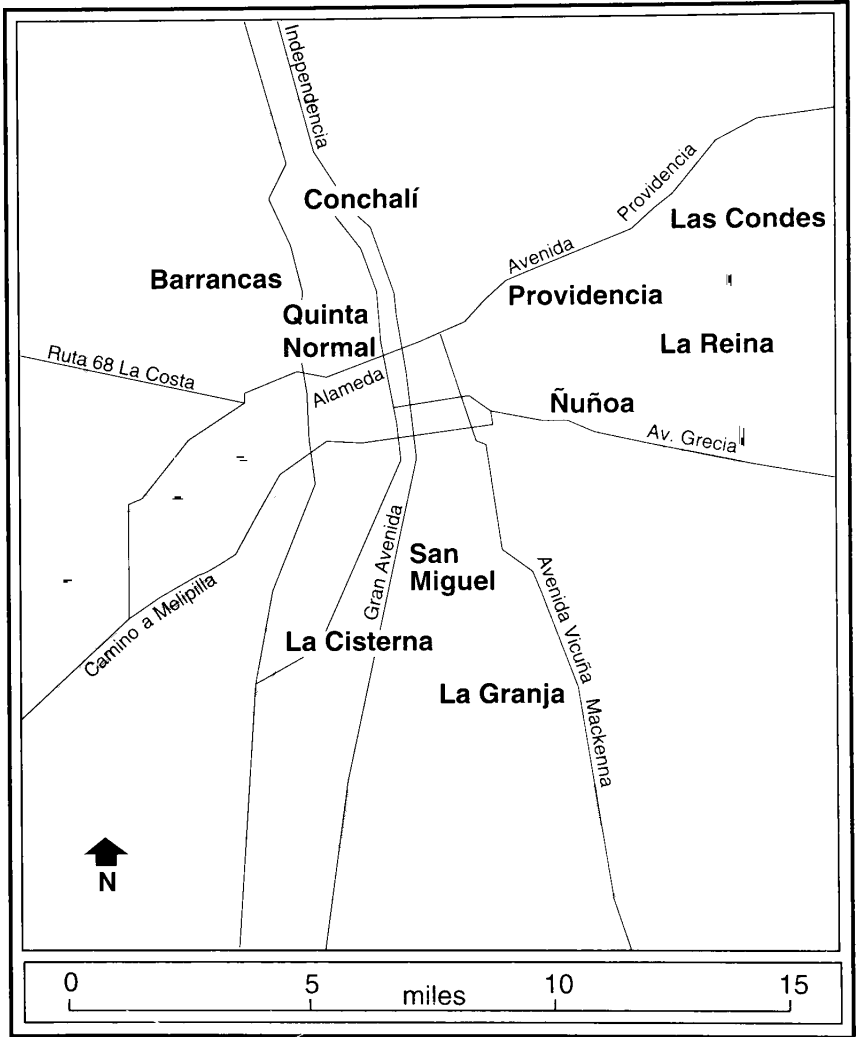 Independencia
Conchalí
Providencia
Las Condes
Avenida
Barrancas
Providencia
Quinta
Normal
La Reina
Ruta 68 La Costa
Alameda
Ñuñoa
Av. Grecia
Gran Avenida
San
Miguel
Avenida Vicuña Mackenna
Camino a Melipilla
La Cisterna
La Granja
N
0 5 10 15
miles